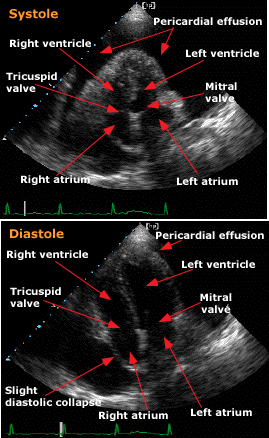 Systole
Pericardial effusion
Right ventricle
Left ventricle
Tricuspid
valve
Mitral
valve
Right atrium
Left atrium
Diastole
Pericardial effusion
Right ventricle
Left ventricle
Tricuspid
valve
Mitral
valve
Slight
diastolic collapse
Right atrium
Left atrium